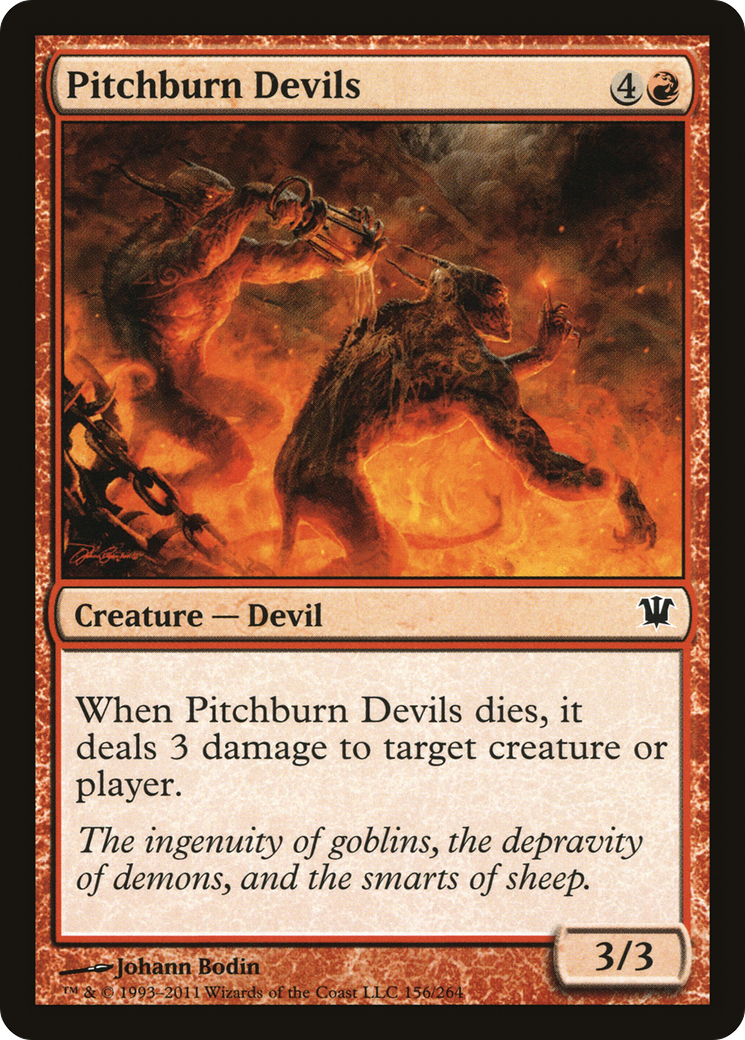 Pitchburn Devils
4
Creature — Devil
When Pitchburn Devils dies, it
deals 3 damage to target creature or
player.
The ingenuity of goblins, the depravity
of demons, and the smarts of sheep.
3/3
Johann Bodin
™ & © 1993–2011 Wizards of the Coast LLC 156/264